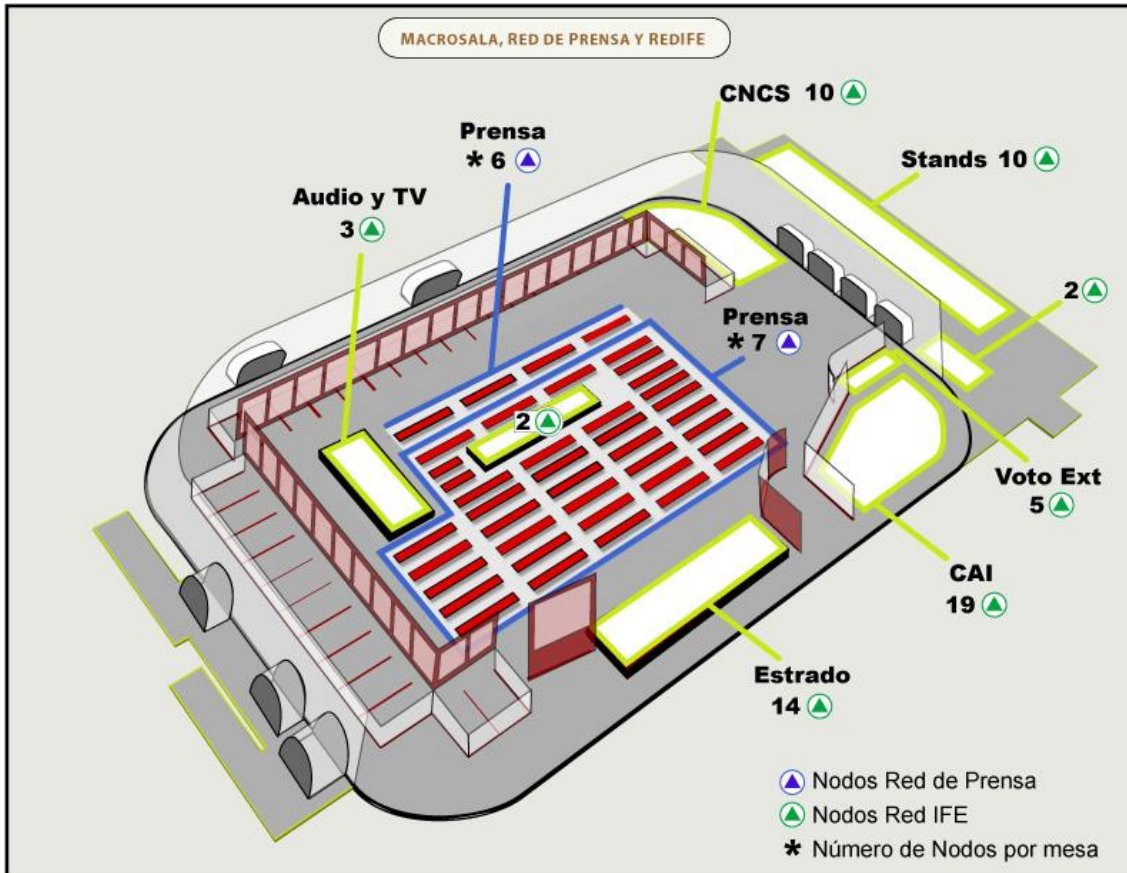 MACROSALA, RED DE PRENSA Y REDIFE
CNCS 10
Prensa
* 6
Stands 10
Audio y TV
3
2
Prensa
* 7
2
Voto Ext
5
CAI
19
Estrado
14
Nodos Red de Prensa
Nodos Red IFE
* Número de Nodos por mesa